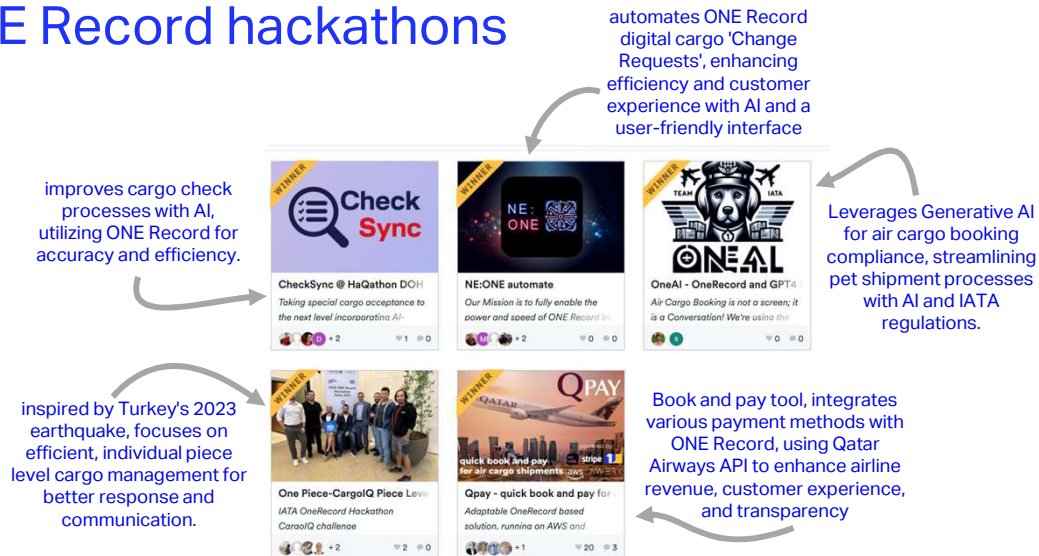 E Record hackathons
automates ONE Record
digital cargo 'Change
Requests', enhancing
efficiency and customer
experience with AI and a
user-friendly interface
improves cargo check
processes with AI,
utilizing ONE Record for
accuracy and efficiency.
WINNER
Check
Sync
CheckSync @ HaQathon DOH
Taking special cargo acceptance to
the next level incorporating AI-
D
+ 2
1
0
WINNER
NE:
ONE
NE:ONE automate
Our Mission is to fully enable the
power and speed of ONE Record by
M
+ 2
0
0
WINNER
TEAM
IATA
ONEAL
OneAI - OneRecord and GPT4
Air Cargo Booking is not a screen; it
is a Conversation! We're using the
S
0
0
Leverages Generative AI
for air cargo booking
compliance, streamlining
pet shipment processes
with AI and IATA
regulations.
inspired by Turkey's 2023
earthquake, focuses on
efficient, individual piece
level cargo management for
better response and
communication.
WINNER
One Piece-CargoIQ Piece Leve
IATA OneRecord Hackathon
CargoIQ challenge
+ 2
2
0
WINNER
QPAY
QATAR
quick book and pay
for air cargo shipments
powered by
stripe
aws
AWERY
Qpay - quick book and pay for
Adaptable OneRecord based
solution, running on AWS and
+ 1
20
3
Book and pay tool, integrates
various payment methods with
ONE Record, using Qatar
Airways API to enhance airline
revenue, customer experience,
and transparency